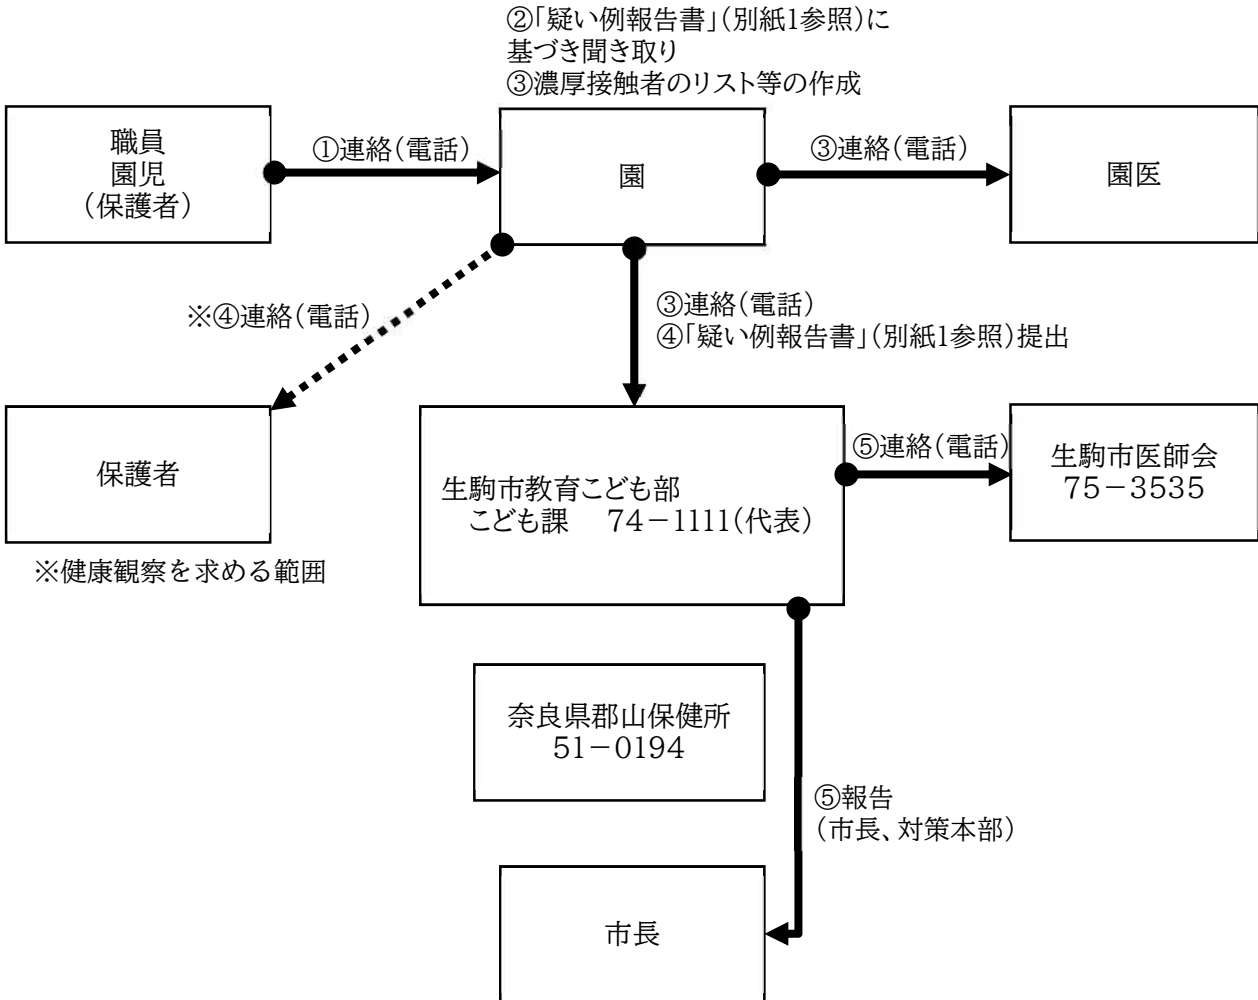 ②「疑い例報告書」(別紙1参照)に
基づき聞き取り
③濃厚接触者のリスト等の作成
職員
園児
(保護者)
①連絡(電話)
園
③連絡(電話)
園医
※④連絡(電話)
③連絡(電話)
④「疑い例報告書」(別紙1参照)提出
保護者
※健康観察を求める範囲
生駒市教育こども部
こども課 74-1111(代表)
⑤連絡(電話)
生駒市医師会
75-3535
奈良県郡山保健所
51-0194
⑤報告
(市長、対策本部)
市長